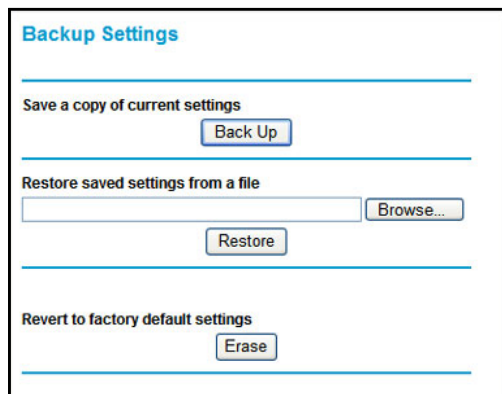 Backup Settings
Save a copy of current settings
Back Up
Restore saved settings from a file
Browse...
Restore
Revert to factory default settings
Erase